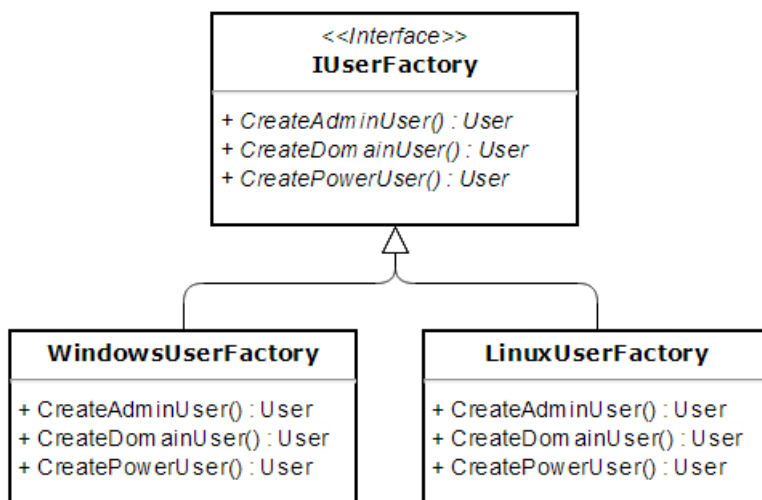 <<Interface>>
IUserFactory
+ CreateAdminUser() : User
+ CreateDomainUser() : User
+ CreatePowerUser() : User
WindowsUserFactory
+ CreateAdminUser() : User
+ CreateDomainUser() : User
+ CreatePowerUser() : User
LinuxUserFactory
+ CreateAdminUser() : User
+ CreateDomainUser() : User
+ CreatePowerUser() : User